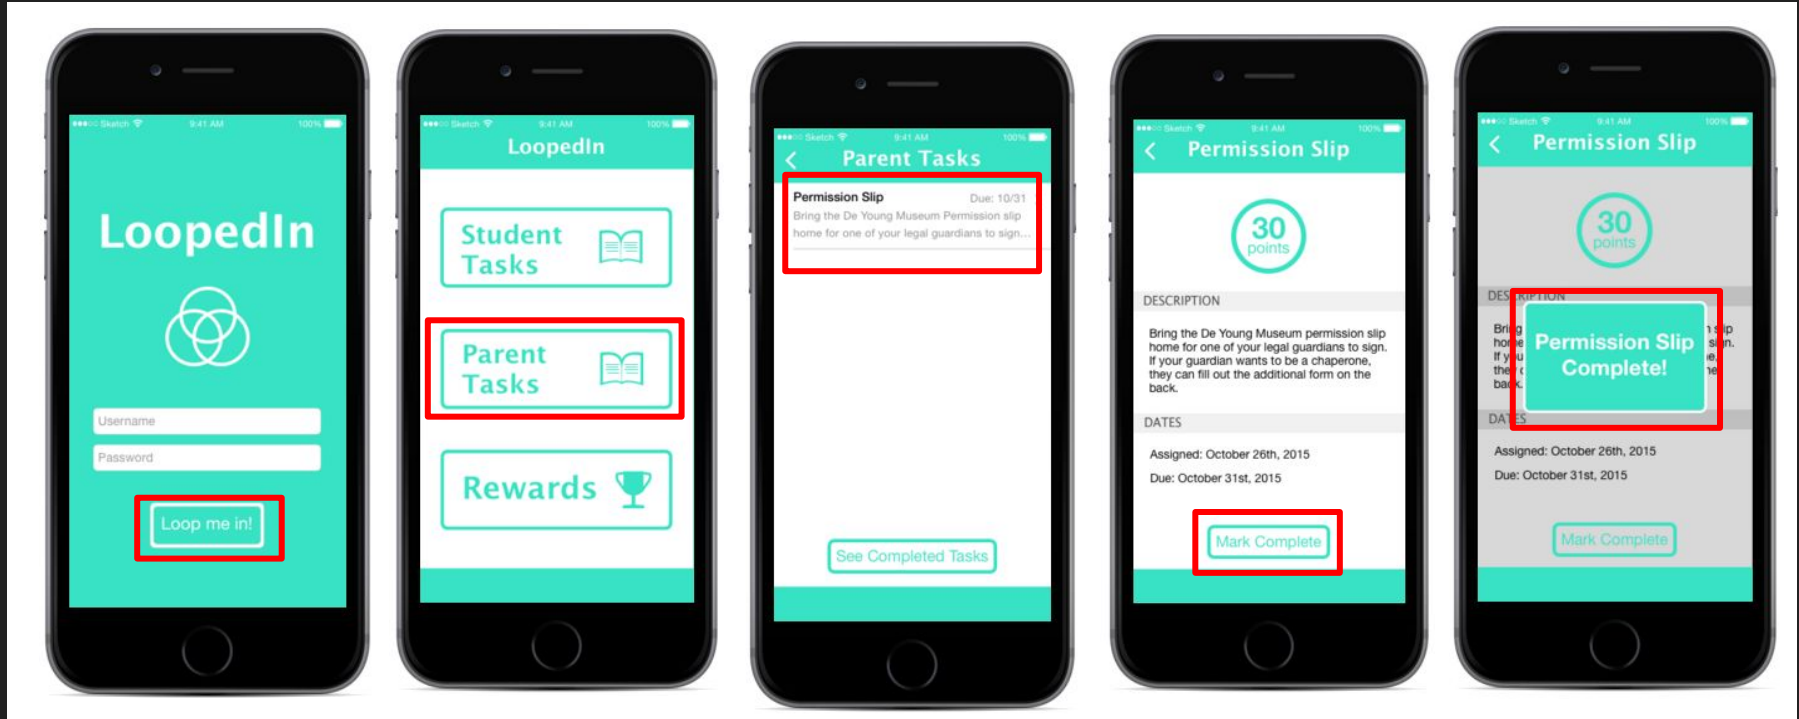 Sketch 9:41 AM 100%
LoopedIn
Username
Password
Loop me in!
Sketch 9:41 AM 100%
LoopedIn
Student
Tasks
Parent
Tasks
Rewards
Sketch 9:41 AM 100%
Parent Tasks
Permission Slip Due: 10/31
Bring the De Young Museum Permission slip
home for one of your legal guardians to sign...
See Completed Tasks
Sketch 9:41 AM 100%
Permission Slip
30
points
DESCRIPTION
Bring the De Young Museum permission slip
home for one of your legal guardians to sign.
If your guardian wants to be a chaperone,
they can fill out the additional form on the
back.
DATES
Assigned: October 26th, 2015
Due: October 31st, 2015
Mark Complete
Sketch 9:41 AM 100%
Permission Slip
30
points
DESCRIPTION
Permission Slip
Complete!
back.
DATES
Assigned: October 26th, 2015
Due: October 31st, 2015
Mark Complete